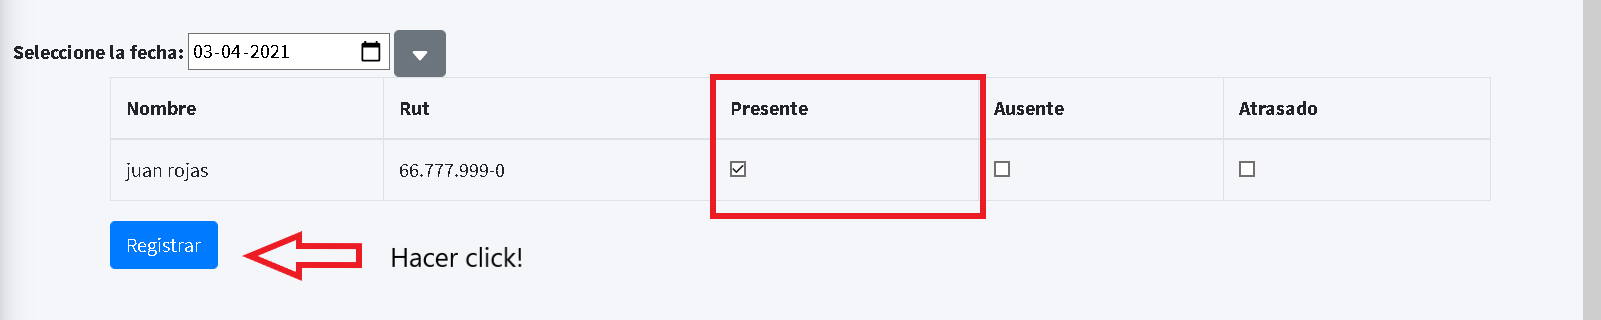 Seleccione la fecha: 03-04-2021
Nombre Rut Presente Ausente Atrasado
juan rojas 66.777.999-0
Registrar Hacer click!